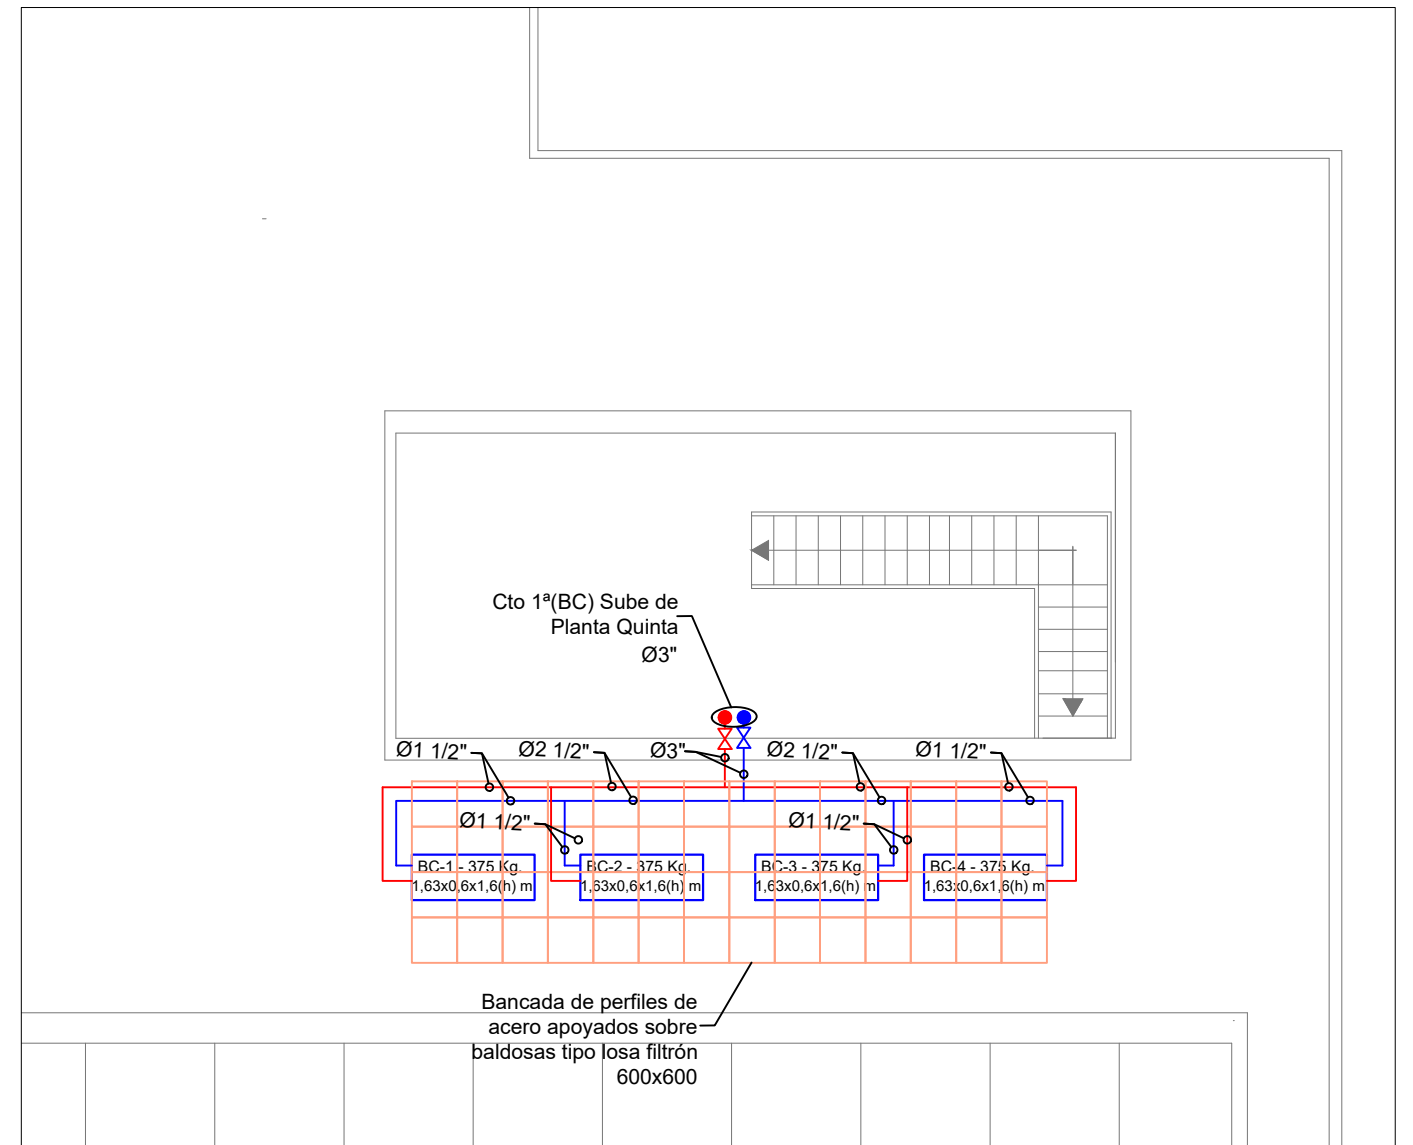 Cto 1ª(BC) Sube de
Planta Quinta
Ø3"
Ø1 1/2"
Ø2 1/2"
Ø3"
Ø2 1/2"
Ø1 1/2"
Ø1 1/2"
Ø1 1/2"
BC-1 - 375 Kg.
1,63x0,6x1,6(h) m
BC-2 - 375 Kg.
1,63x0,6x1,6(h) m
BC-3 - 375 Kg.
1,63x0,6x1,6(h) m
BC-4 - 375 Kg.
1,63x0,6x1,6(h) m
Bancada de perfiles de
acero apoyados sobre
baldosas tipo losa filtrón
600x600